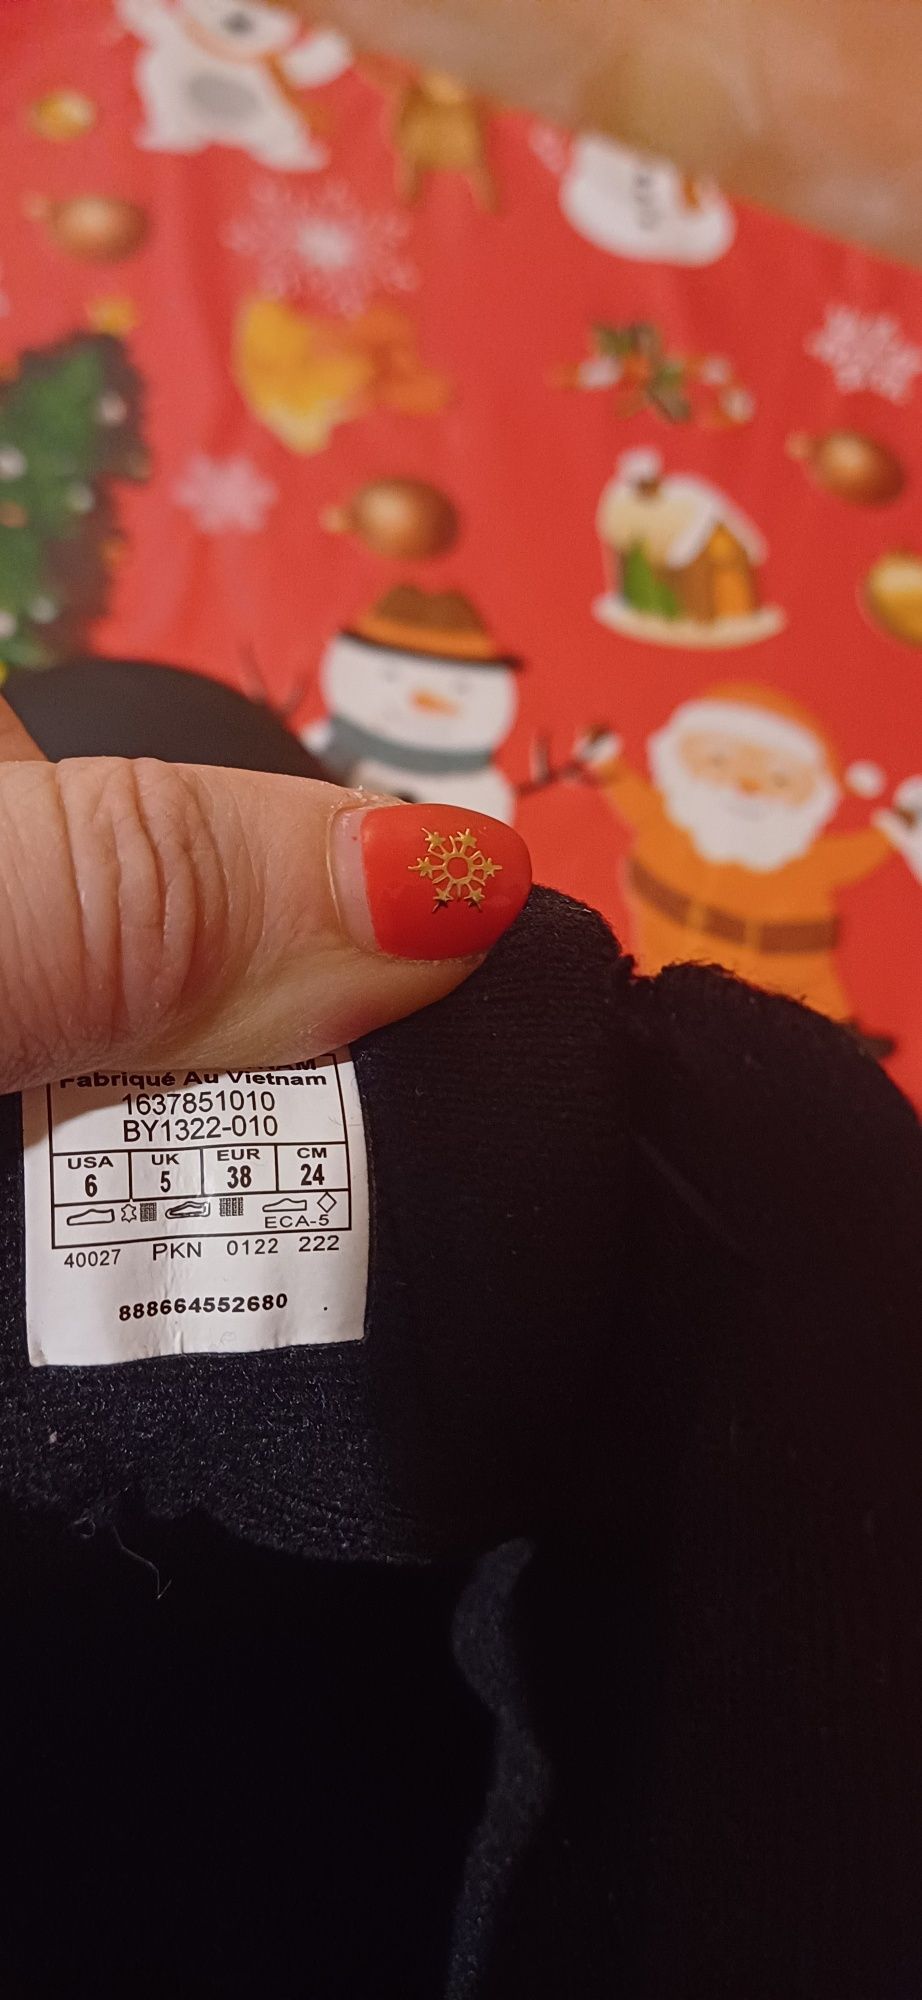 Fabriqué Au Vietnam
1637851010
BY1322-010
USA UK EUR CM
6 5 38 24
ECA-5
40027 PKN 0122 222
888664552680